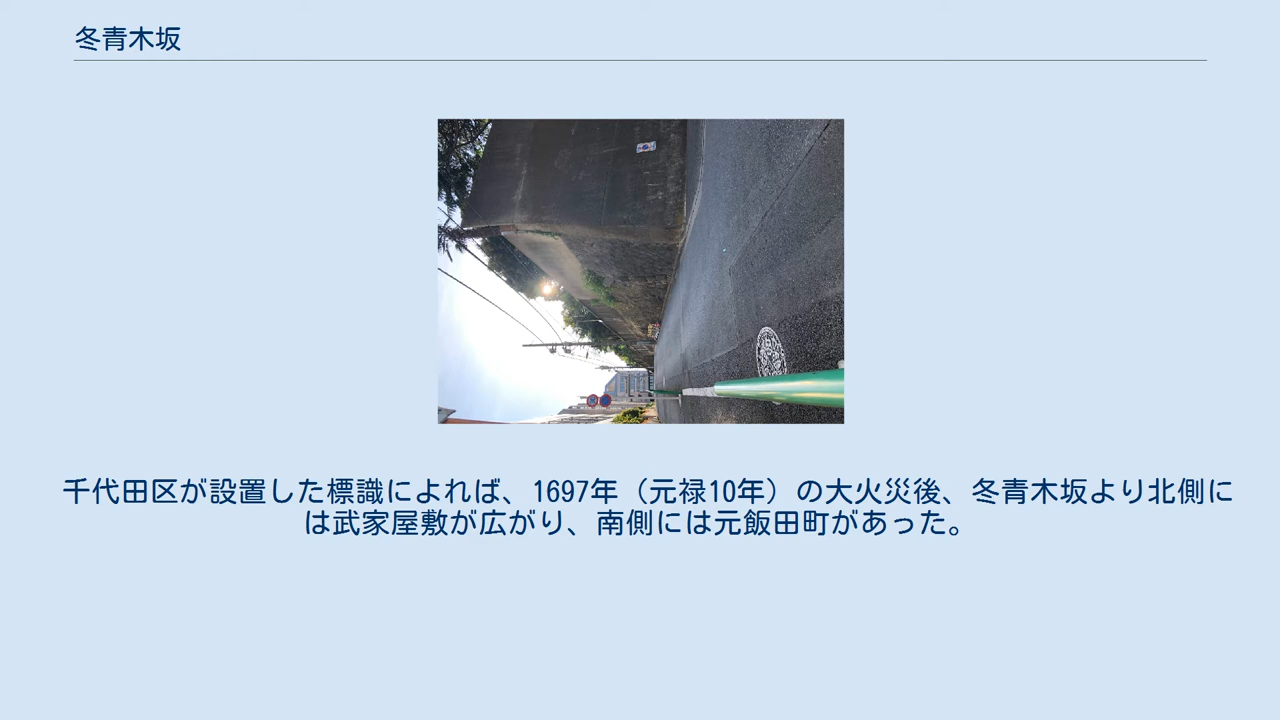 冬青木坂
千代田区が設置した標識によれば、1697年（元禄10年）の大火災後、冬青木坂より北側に
は武家屋敷が広がり、南側には元飯田町があった。